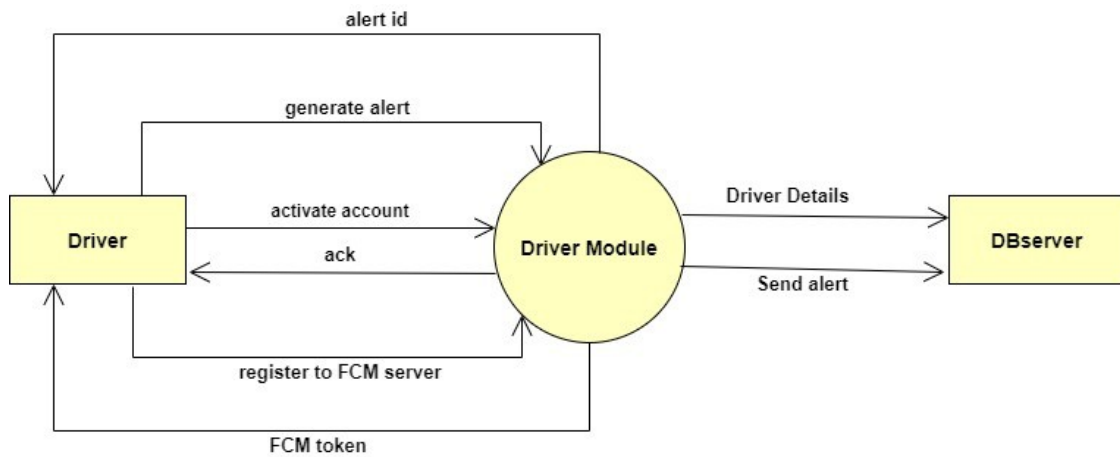 alert id
generate alert
activate account
Driver Details
Driver
ack
Driver Module
DBserver
Send alert
register to FCM server
FCM token